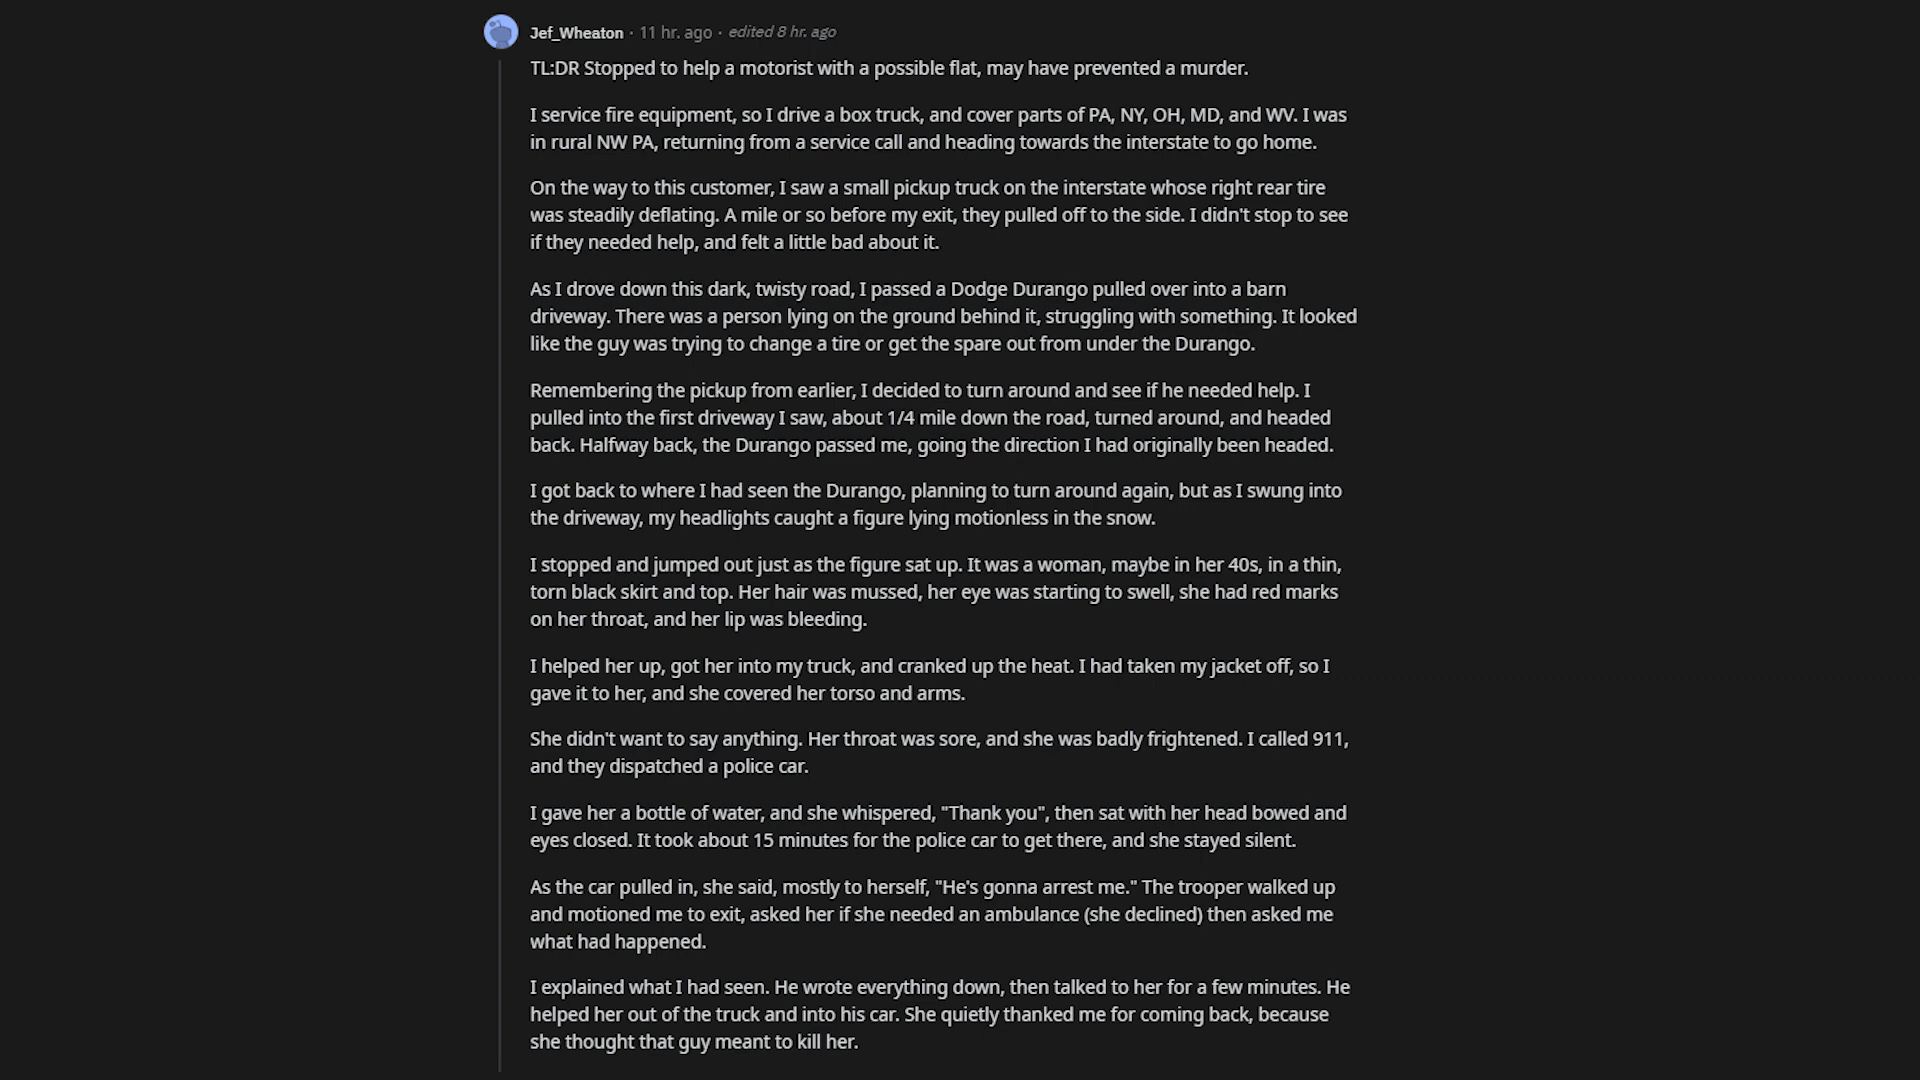 Jef_Wheaton · 11 hr. ago · edited 8 hr. ago
TL:DR Stopped to help a motorist with a possible flat, may have prevented a murder.
I service fire equipment, so I drive a box truck, and cover parts of PA, NY, OH, MD, and WV. I was
in rural NW PA, returning from a service call and heading towards the interstate to go home.
On the way to this customer, I saw a small pickup truck on the interstate whose right rear tire
was steadily deflating. A mile or so before my exit, they pulled off to the side. I didn't stop to see
if they needed help, and felt a little bad about it.
As I drove down this dark, twisty road, I passed a Dodge Durango pulled over into a barn
driveway. There was a person lying on the ground behind it, struggling with something. It looked
like the guy was trying to change a tire or get the spare out from under the Durango.
Remembering the pickup from earlier, I decided to turn around and see if he needed help. I
pulled into the first driveway I saw, about 1/4 mile down the road, turned around, and headed
back. Halfway back, the Durango passed me, going the direction I had originally been headed.
I got back to where I had seen the Durango, planning to turn around again, but as I swung into
the driveway, my headlights caught a figure lying motionless in the snow.
I stopped and jumped out just as the figure sat up. It was a woman, maybe in her 40s, in a thin,
torn black skirt and top. Her hair was mussed, her eye was starting to swell, she had red marks
on her throat, and her lip was bleeding.
I helped her up, got her into my truck, and cranked up the heat. I had taken my jacket off, so I
gave it to her, and she covered her torso and arms.
She didn't want to say anything. Her throat was sore, and she was badly frightened. I called 911,
and they dispatched a police car.
I gave her a bottle of water, and she whispered, "Thank you", then sat with her head bowed and
eyes closed. It took about 15 minutes for the police car to get there, and she stayed silent.
As the car pulled in, she said, mostly to herself, "He's gonna arrest me." The trooper walked up
and motioned me to exit, asked her if she needed an ambulance (she declined) then asked me
what had happened.
I explained what I had seen. He wrote everything down, then talked to her for a few minutes. He
helped her out of the truck and into his car. She quietly thanked me for coming back, because
she thought that guy meant to kill her.